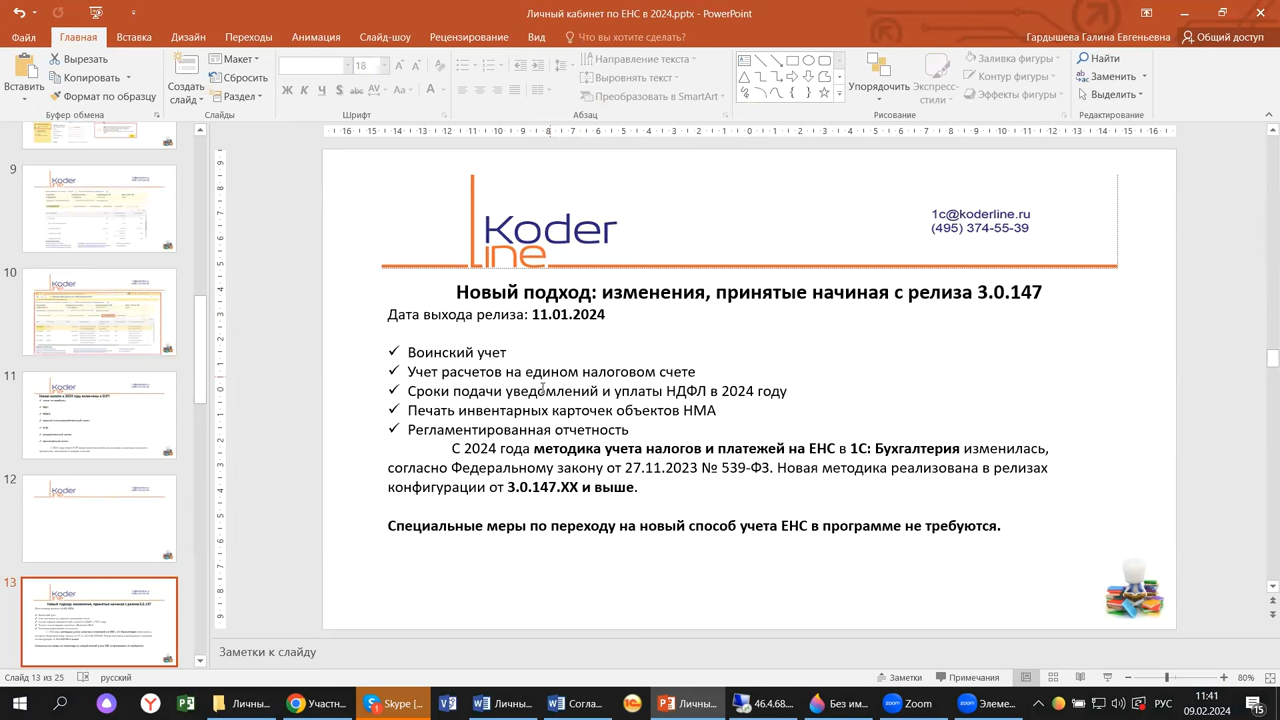 Личный кабинет по ЕНС в 2024.pptx - PowerPoint
Файл Главная Вставка Дизайн Переходы Анимация Слайд-шоу Рецензирование Вид Что вы хотите сделать? Гардышева Галина Евгеньевна Общий доступ
Вставить
Вырезать
Копировать
Формат по образцу
Буфер обмена
Создать слайд
Макет
Сбросить
Раздел
Слайды
18
Шрифт
Направление текста
Выровнять текст
Преобразовать в SmartArt
Абзац
Упорядочить
Экспресс-стили
Заливка фигуры
Контур фигуры
Эффекты фигуры
Рисование
Найти
Заменить
Выделить
Редактирование
9
10
11
12
13
Koder
line
1c@koderline.ru
(495) 374-55-39
Новый подход: изменения, принятые начиная с релиза 3.0.147
Дата выхода релиза: 11.01.2024
✓ Воинский учет
✓ Учет расчетов на едином налоговом счете
✓ Сроки подачи уведомлений и уплаты НДФЛ в 2024 году
✓ Печать инвентарных карточек объектов НМА
✓ Регламентированная отчетность
С 2024 года методика учета налогов и платежей на ЕНС в 1С: Бухгалтерия изменилась,
согласно Федеральному закону от 27.11.2023 № 539-ФЗ. Новая методика реализована в релизах
конфигурации от 3.0.147.ХХ и выше.
Специальные меры по переходу на новый способ учета ЕНС в программе не требуются.
Заметки к слайду
Слайд 13 из 25 русский Заметки Примечания 80%
Личны... Участн... Skype [... Личны... Согла... Личны... 46.4.68.... Без им... Zoom Элеме... РУС 11:41
09.02.2024